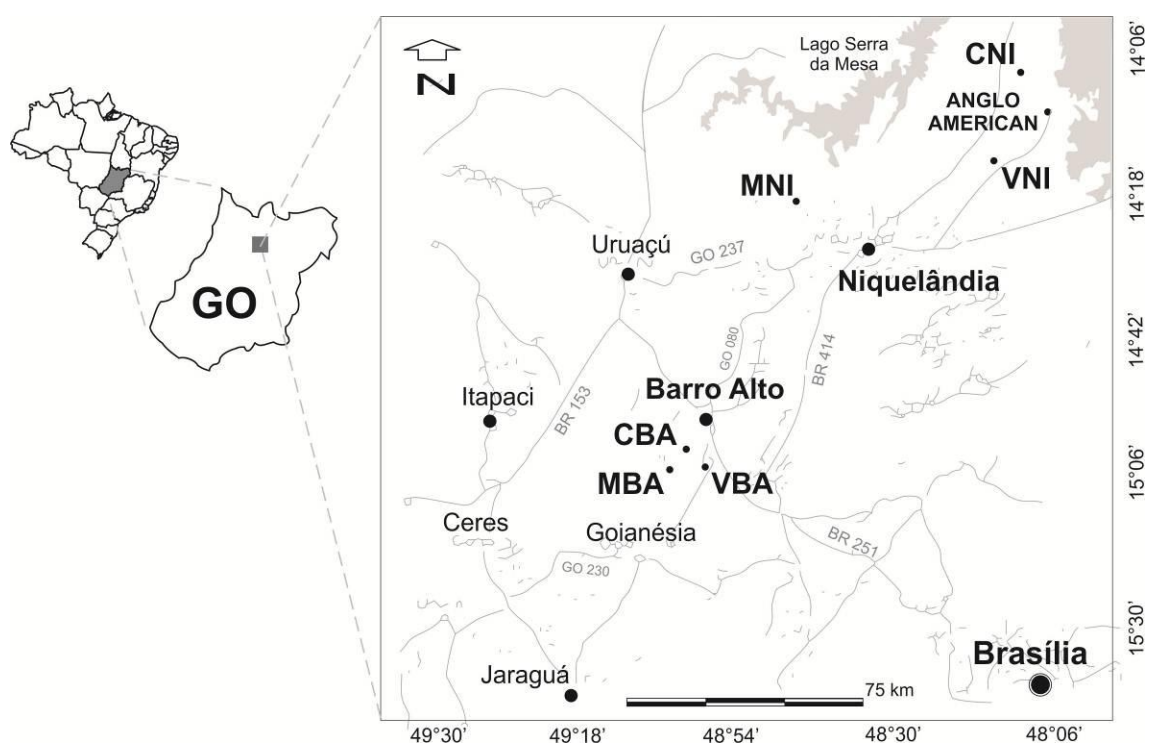 Z
Lago Serra
da Mesa
CNI
ANGLO
AMERICAN
VNI
MNI
Uruaçú
GO 237
Niquelândia
GO
GO 080
BR 414
Barro Alto
Itapaci
BR 153
CBA
MBA
VBA
Ceres
Goianésia
BR 251
GO 230
Brasília
Jaraguá
75 km
14°06’
14°18’
14°42’
15°06’
15°30’
49°30’
49°18’
48°54’
48°30’
48°06’